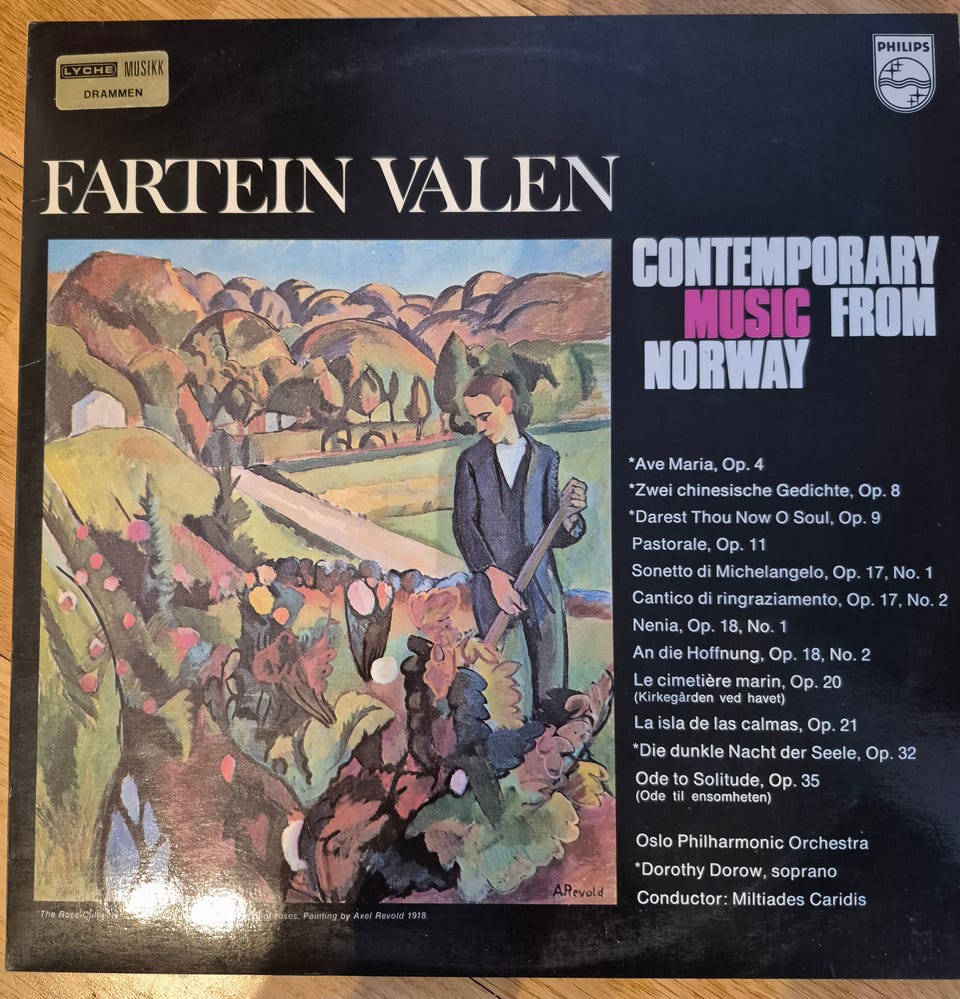 LYCHE MUSIKK
DRAMMEN
PHILIPS
FARTEIN VALEN
CONTEMPORARY
MUSIC FROM
NORWAY
*Ave Maria, Op. 4
*Zwei chinesische Gedichte, Op. 8
*Darest Thou Now O Soul, Op. 9
Pastorale, Op. 11
Sonetto di Michelangelo, Op. 17, No. 1
Cantico di ringraziamento, Op. 17, No. 2
Nenia, Op. 18, No. 1
An die Hoffnung, Op. 18, No. 2
Le cimetière marin, Op. 20
(Kirkegården ved havet)
La isla de las calmas, Op. 21
*Die dunkle Nacht der Seele, Op. 32
Ode to Solitude, Op. 35
(Ode til ensomheten)
Oslo Philharmonic Orchestra
*Dorothy Dorow, soprano
Conductor: Miltiades Caridis
A.Revold
"The Rose of roses. Painting by Axel Revold 1918.